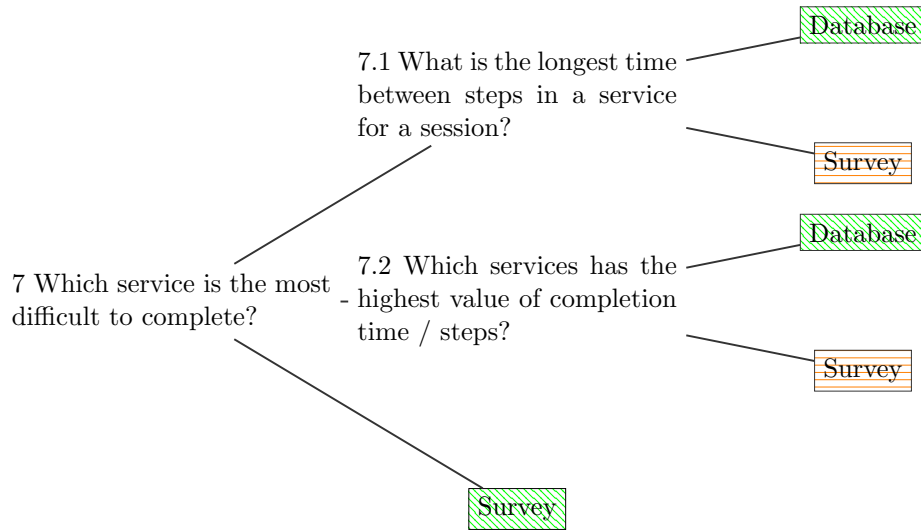 Database
7.1 What is the longest time
between steps in a service
for a session?
Survey
Database
7 Which service is the most
difficult to complete?
7.2 Which services has the
highest value of completion
time / steps?
Survey
Survey